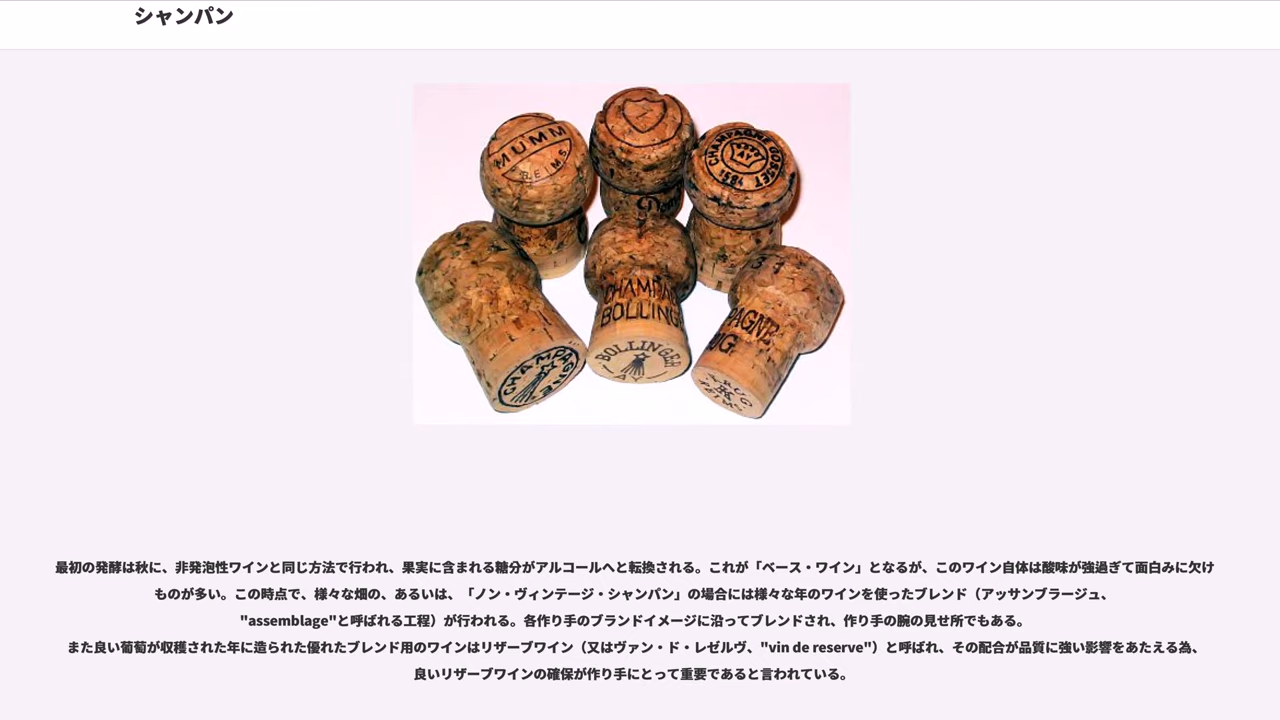 シャンパン
MUMM
REIMS
CHAMPAGNE GOSSET
AY
1584
CHAMPAGNE
BOLLINGER
AY
最初の発酵は秋に、非発泡性ワインと同じ方法で行われ、果実に含まれる糖分がアルコールへと転換される。これが「ベース・ワイン」となるが、このワイン自体は酸味が強過ぎて面白みに欠け
ものが多い。この時点で、様々な畑の、あるいは、「ノン・ヴィンテージ・シャンパン」の場合には様々な年のワインを使ったブレンド（アッサンブラージュ、
"assemblage"と呼ばれる工程）が行われる。各作り手のブランドイメージに沿ってブレンドされ、作り手の腕の見せ所でもある。
また良い葡萄が収穫された年に造られた優れたブレンド用のワインはリザーブワイン（又はヴァン・ド・レゼルヴ、"vin de reserve"）と呼ばれ、その配合が品質に強い影響をあたえる為、
良いリザーブワインの確保が作り手にとって重要であると言われている。